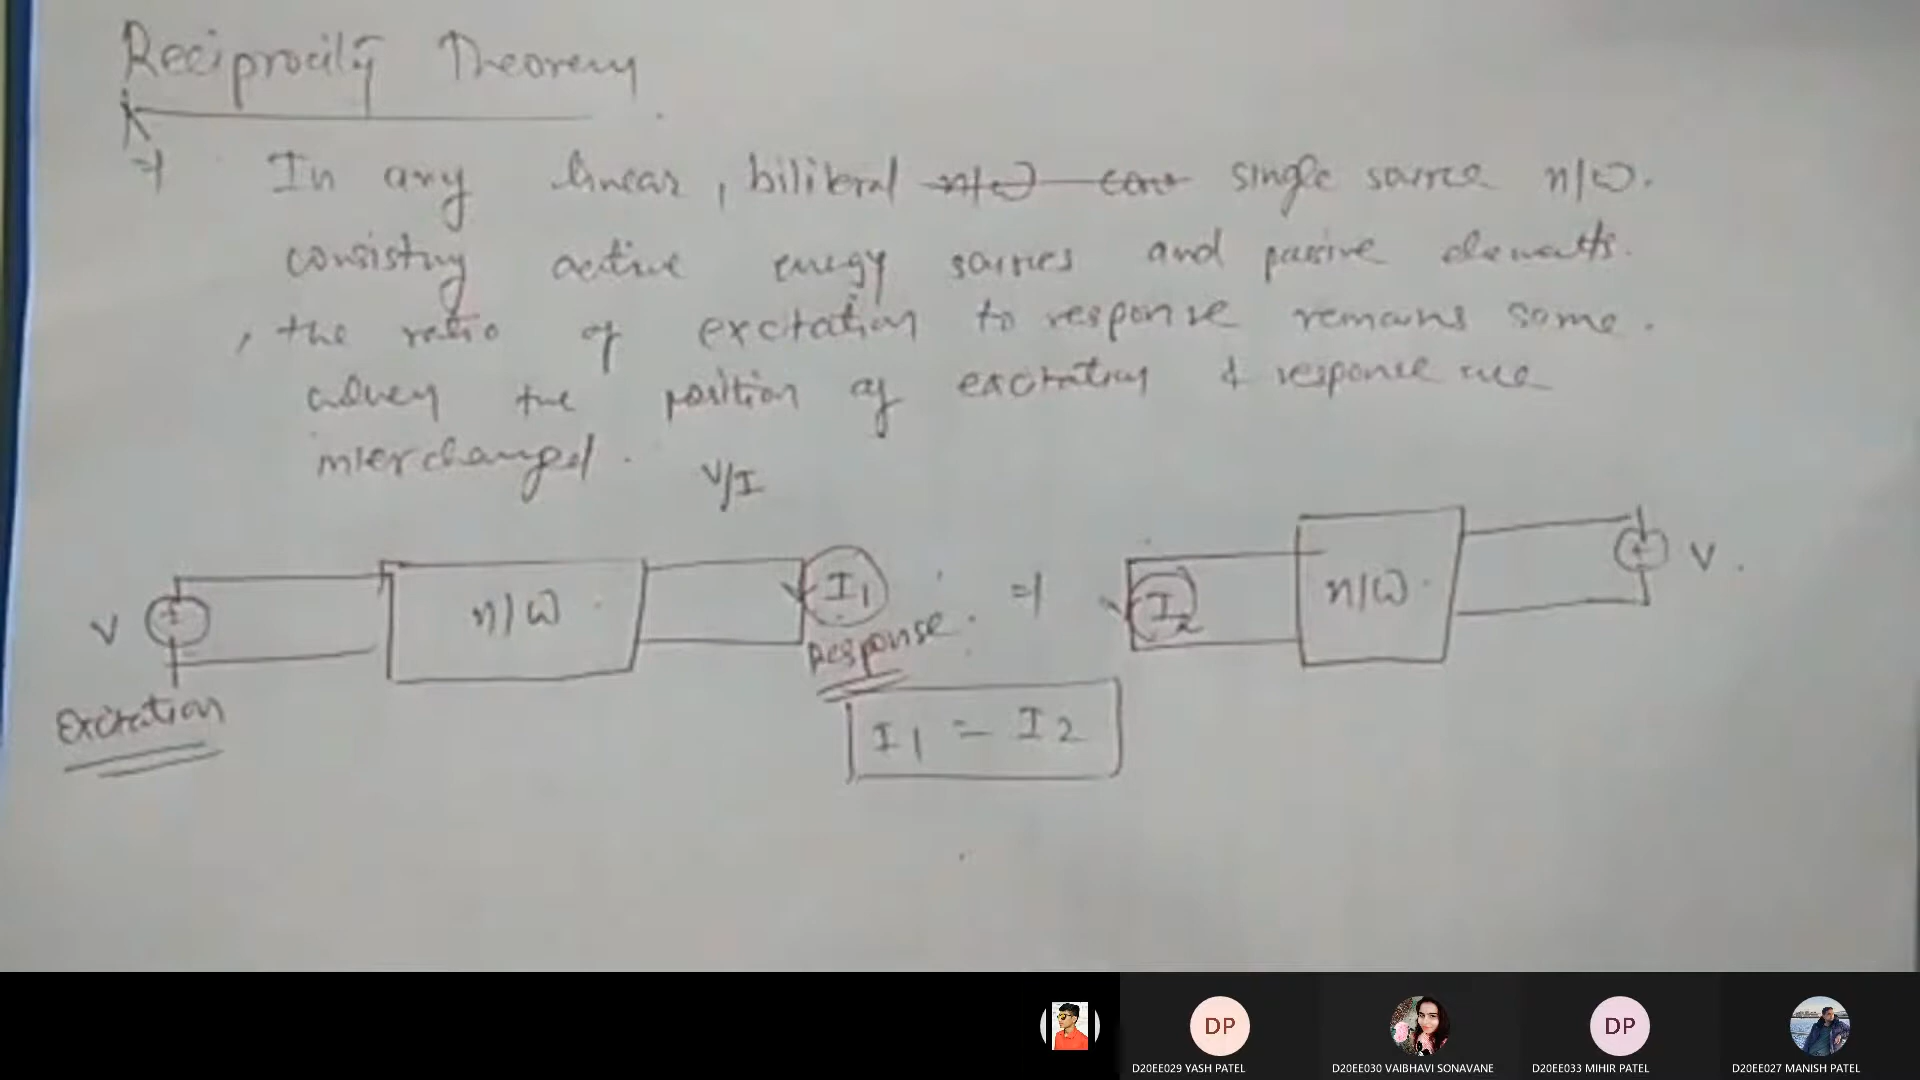 Reciprocity Theorem
In any linear, biliteral n/w single source n/w.
consisting active energy sources and passive elements.
, the ratio of excitation to response remains same.
when the position of excitation & response are
interchanged.
V/I
V
n/w
I1
Response.
I2
n/w
V.
Excitation
I1 = I2
DP
DP
D20EE029 YASH PATEL
D20EE030 VAIBHAVI SONAVANE
D20EE033 MIHIR PATEL
D20EE027 MANISH PATEL